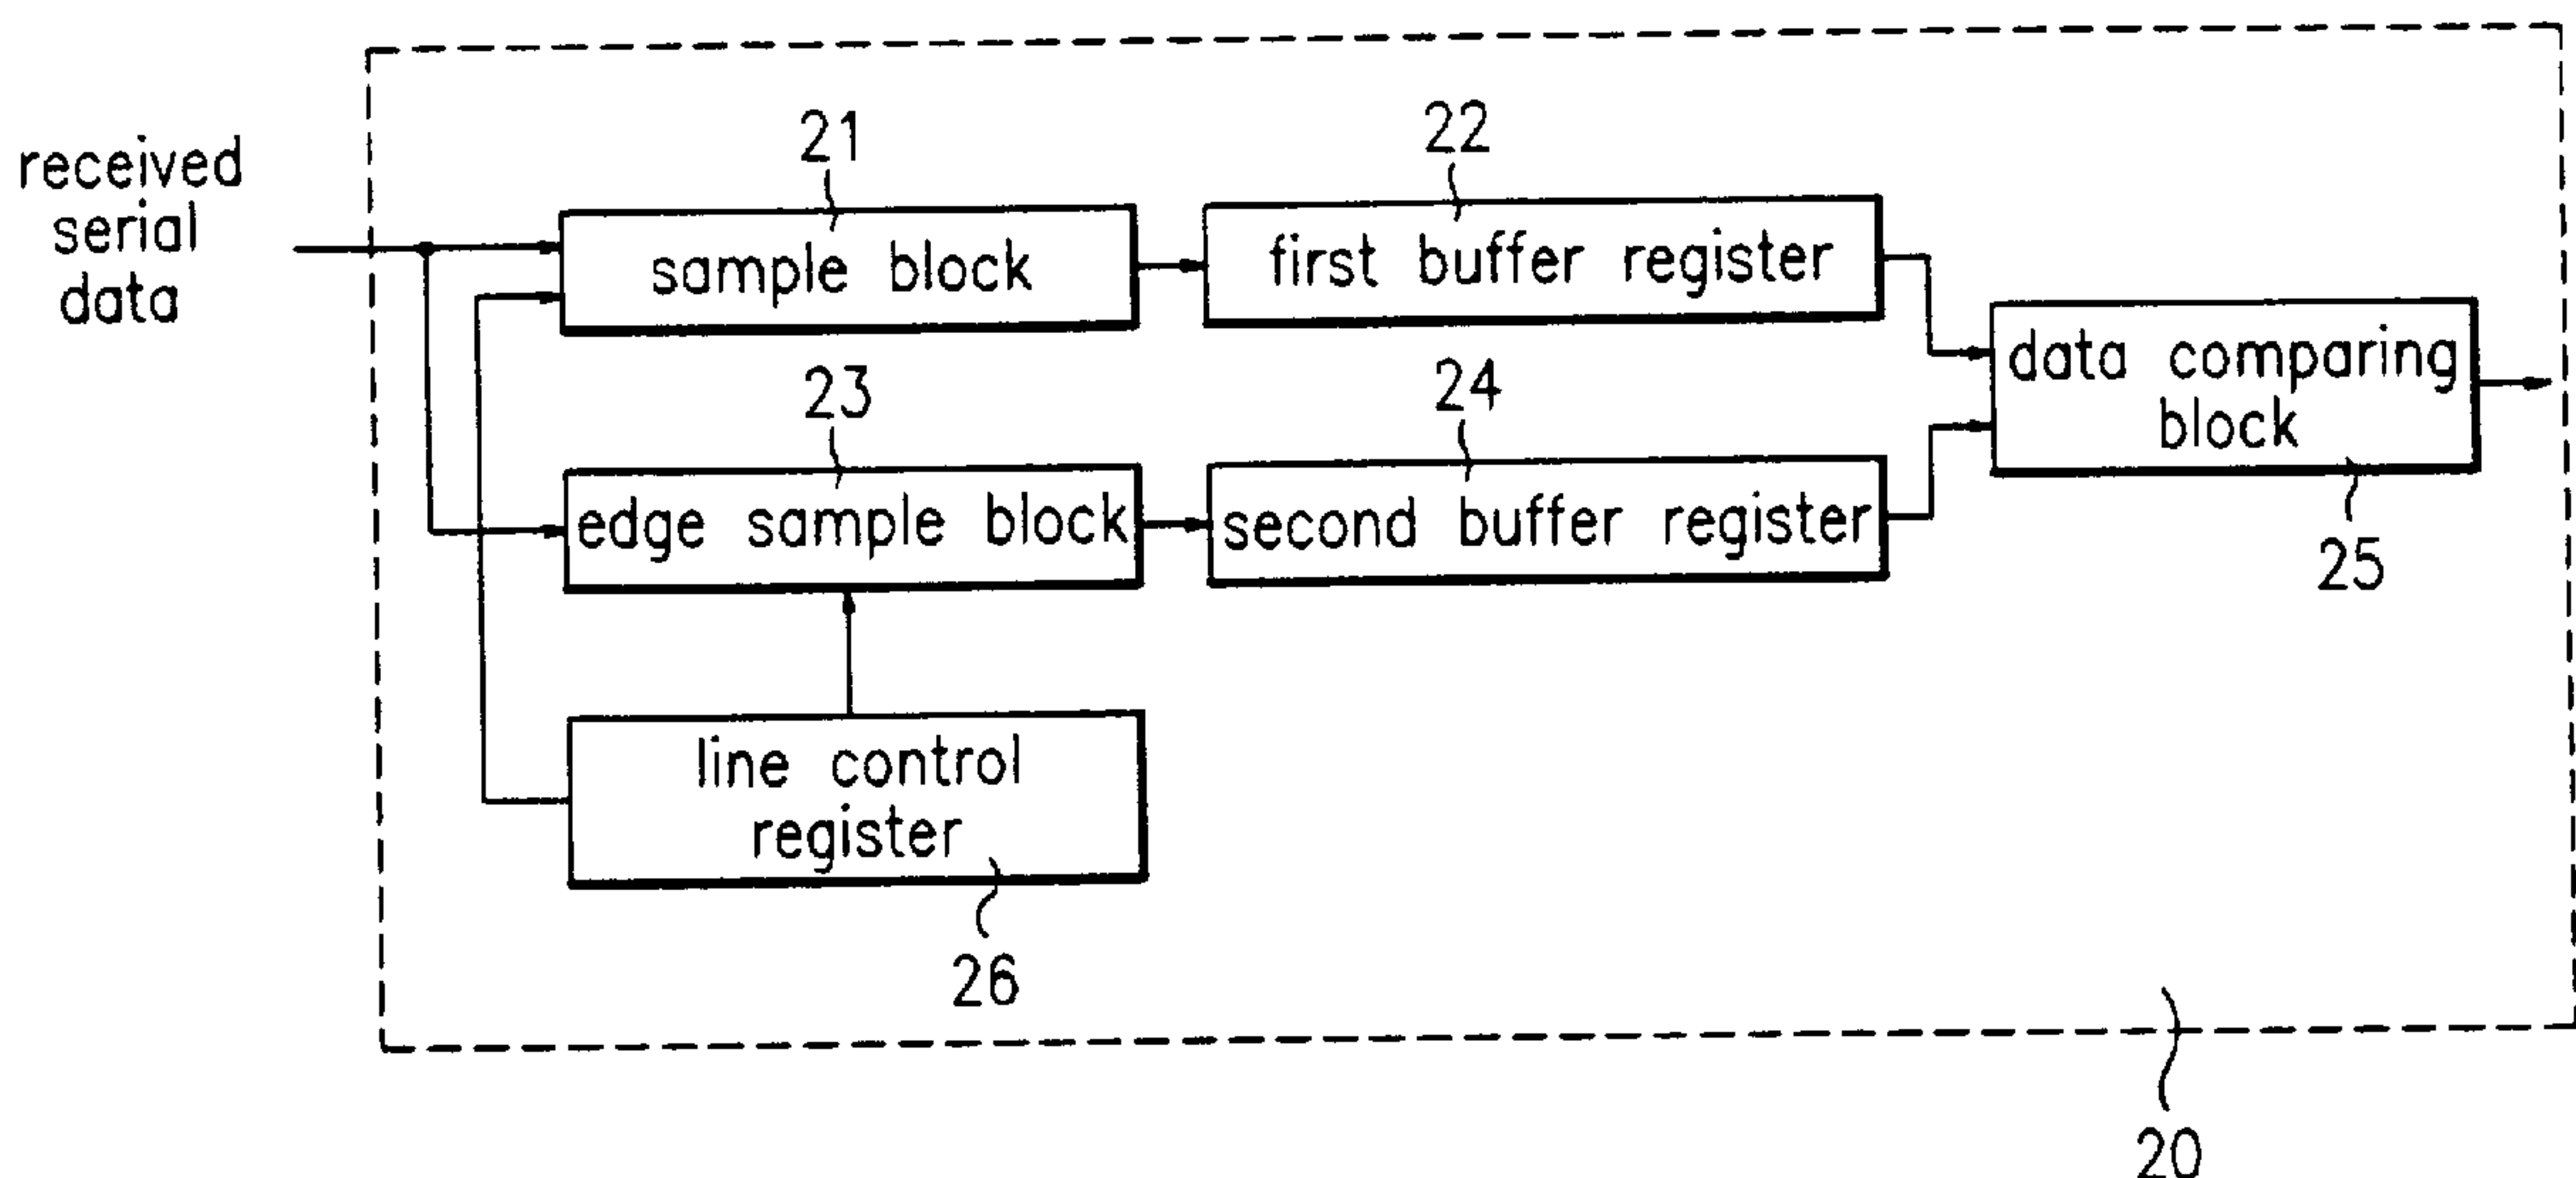 received
serial
data
21
sample block
22
first buffer register
23
edge sample block
24
second buffer register
data comparing
block
25
line control
register
26
20